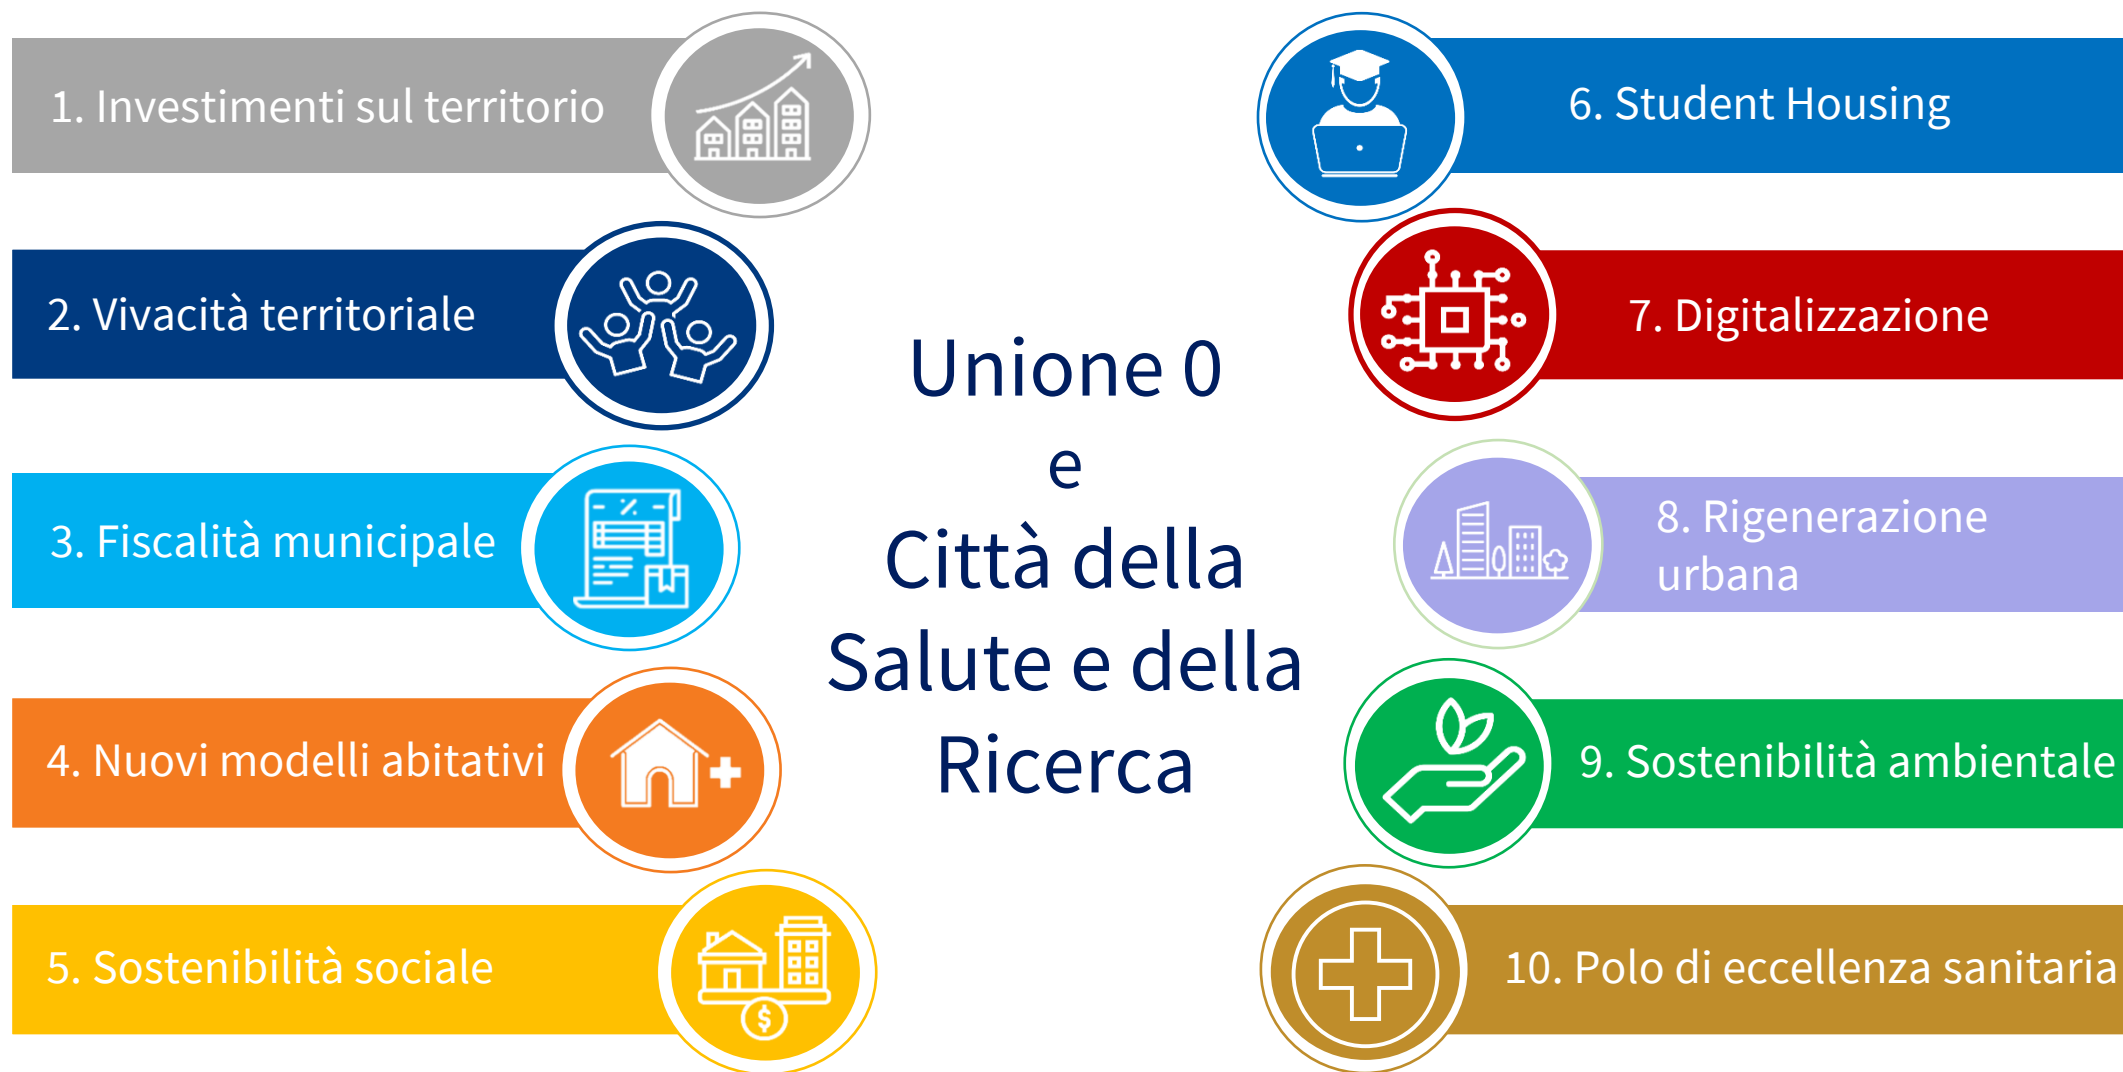 1. Investimenti sul territorio
2. Vivacità territoriale
3. Fiscalità municipale
4. Nuovi modelli abitativi
5. Sostenibilità sociale
Unione 0
e
Città della
Salute e della
Ricerca
6. Student Housing
7. Digitalizzazione
8. Rigenerazione
urbana
9. Sostenibilità ambientale
10. Polo di eccellenza sanitaria